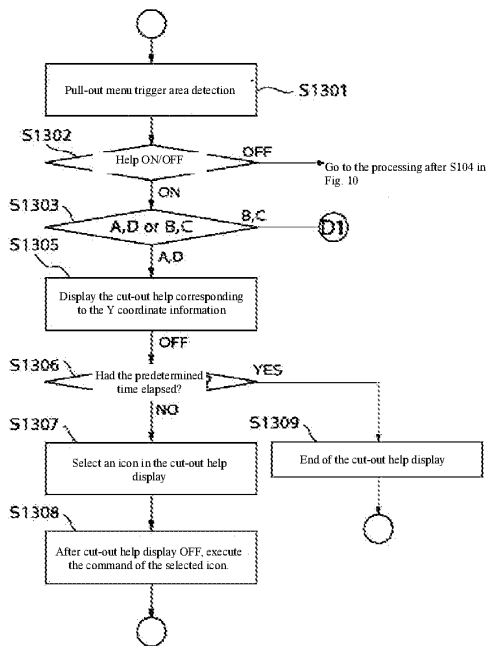 Pull-out menu trigger area detection
S1301
S1302
Help ON/OFF
OFF
Go to the processing after S104 in
Fig. 10
ON
S1303
A,D or B,C
B,C
D1
S1305
A,D
Display the cut-out help corresponding
to the Y coordinate information
OFF
S1306
Had the predetermined
time elapsed?
YES
NO
S1307
S1309
Select an icon in the cut-out help
display
End of the cut-out help display
S1308
After cut-out help display OFF, execute
the command of the selected icon.